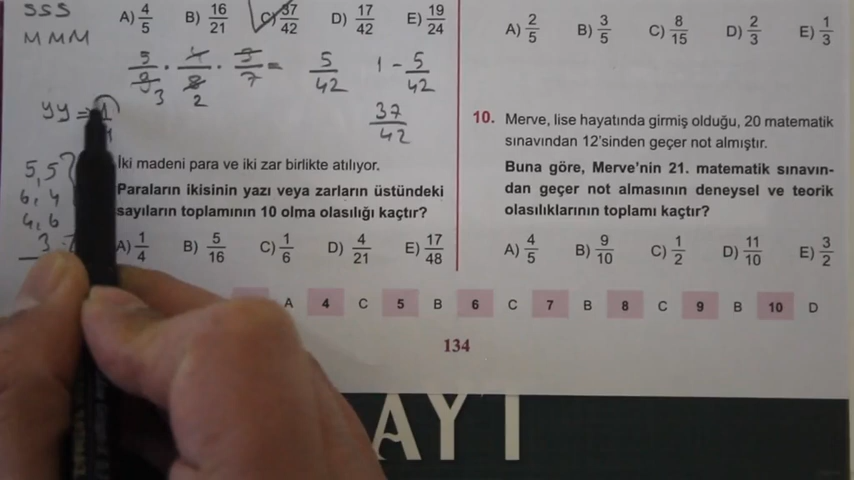 SSS
MMM
A) 4/5 B) 16/21 C) 37/42 D) 17/42 E) 19/24
5/9 3 · 4/8 2 · 3/7 = 5/42 1 - 5/42
37/42
yy = 1
5,5
6,4
4,6
3
İki madeni para ve iki zar birlikte atılıyor.
Paraların ikisinin yazı veya zarların üstündeki
sayıların toplamının 10 olma olasılığı kaçtır?
A) 1/4 B) 5/16 C) 1/6 D) 4/21 E) 17/48
A) 2/5 B) 3/5 C) 8/15 D) 2/3 E) 1/3
10. Merve, lise hayatında girmiş olduğu, 20 matematik
sınavından 12'sinden geçer not almıştır.
Buna göre, Merve'nin 21. matematik sınavın-
dan geçer not almasının deneysel ve teorik
olasılıklarının toplamı kaçtır?
A) 4/5 B) 9/10 C) 1/2 D) 11/10 E) 3/2
A 4 C 5 B 6 C 7 B 8 C 9 B 10 D
134
AYT